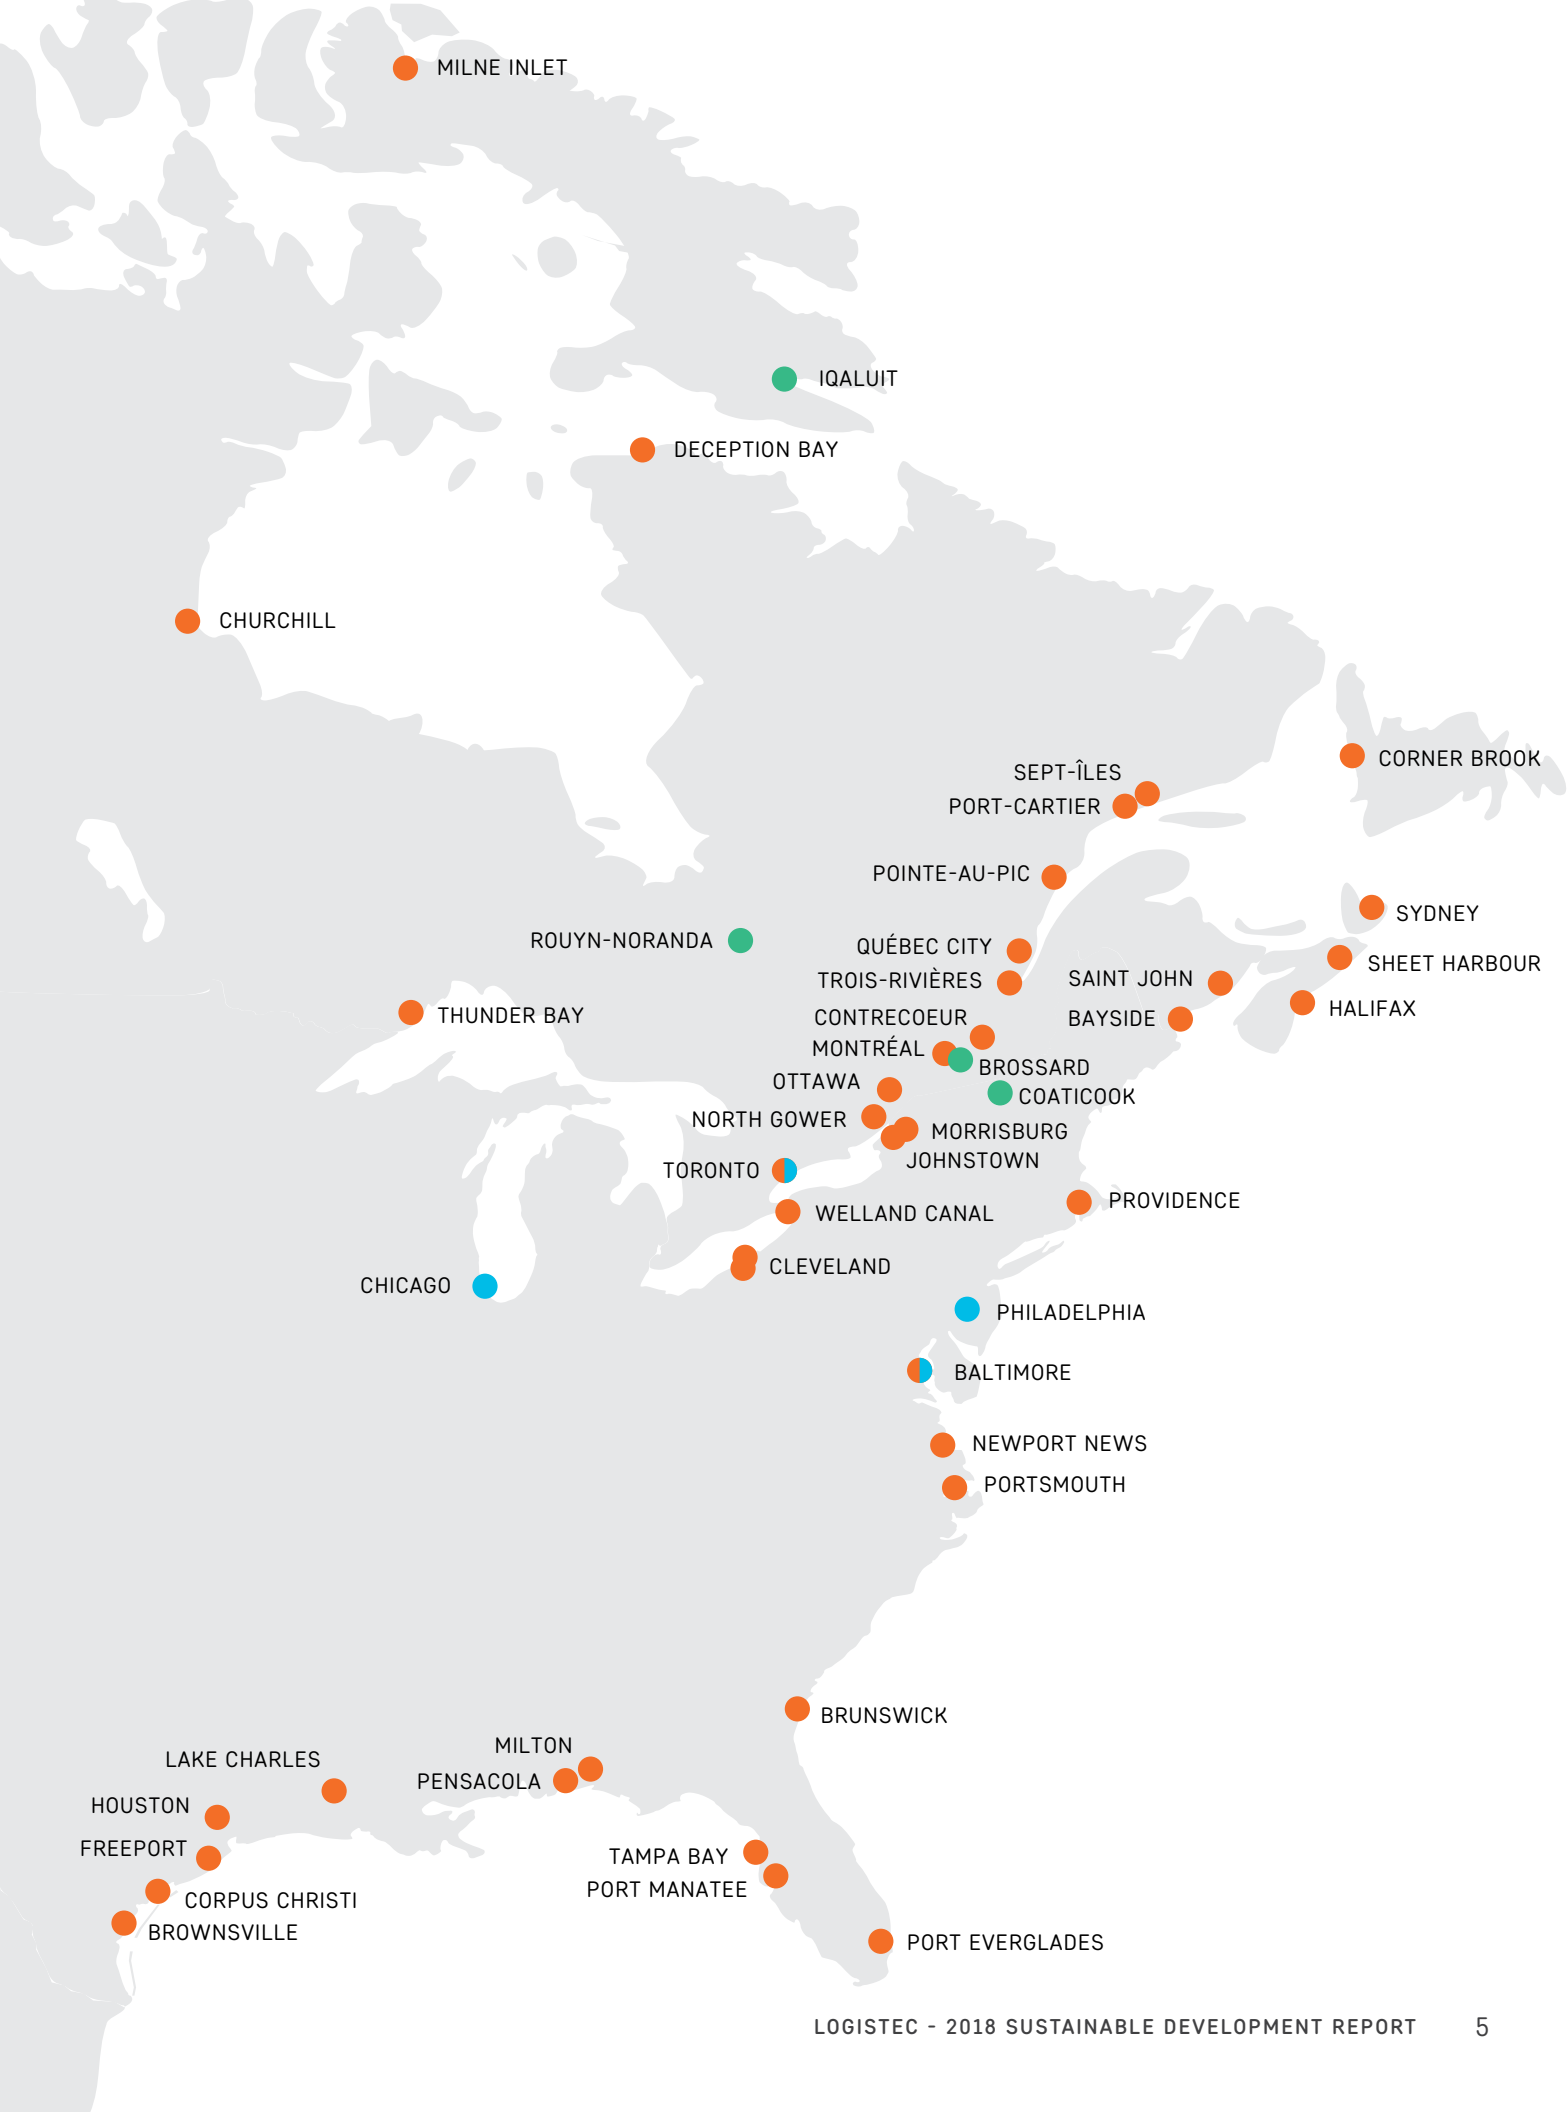 MILNE INLET
IQALUIT
DECEPTION BAY
CHURCHILL
CORNER BROOK
SEPT-ÎLES
PORT-CARTIER
POINTE-AU-PIC
SYDNEY
ROUYN-NORANDA
QUÉBEC CITY
SHEET HARBOUR
TROIS-RIVIÈRES
SAINT JOHN
HALIFAX
THUNDER BAY
CONTRECOEUR
BAYSIDE
MONTRÉAL
BROSSARD
OTTAWA
COATICOOK
NORTH GOWER
MORRISBURG
JOHNSTOWN
TORONTO
PROVIDENCE
WELLAND CANAL
CLEVELAND
CHICAGO
PHILADELPHIA
BALTIMORE
NEWPORT NEWS
PORTSMOUTH
BRUNSWICK
MILTON
LAKE CHARLES
PENSACOLA
HOUSTON
FREEPORT
TAMPA BAY
PORT MANATEE
CORPUS CHRISTI
BROWNSVILLE
PORT EVERGLADES
LOGISTEC - 2018 SUSTAINABLE DEVELOPMENT REPORT 5